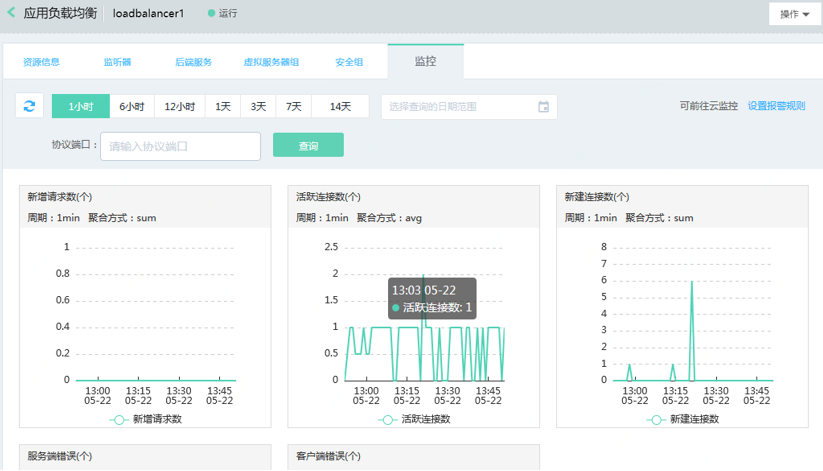 应用负载均衡 loadbalancer1 运行 操作
资源信息 监听器 后端服务 虚拟服务器组 安全组 监控
1小时 6小时 12小时 1天 3天 7天 14天 选择查询的日期范围 可前往云监控 设置报警规则
协议端口： 请输入协议端口 查询
新增请求数(个)
周期：1min 聚合方式：sum
1
0.8
0.6
0.4
0.2
0
13:00 13:15 13:30 13:45
05-22 05-22 05-22 05-22
新增请求数
活跃连接数(个)
周期：1min 聚合方式：avg
2.5
2
1.5
1
0.5
0
13:03 05-22
活跃连接数: 1
13:00 13:15 13:30 13:45
05-22 05-22 05-22 05-22
活跃连接数
新建连接数(个)
周期：1min 聚合方式：sum
8
7
6
5
4
3
2
1
0
13:00 13:15 13:30 13:45
05-22 05-22 05-22 05-22
新建连接数
服务端错误(个)
客户端错误(个)